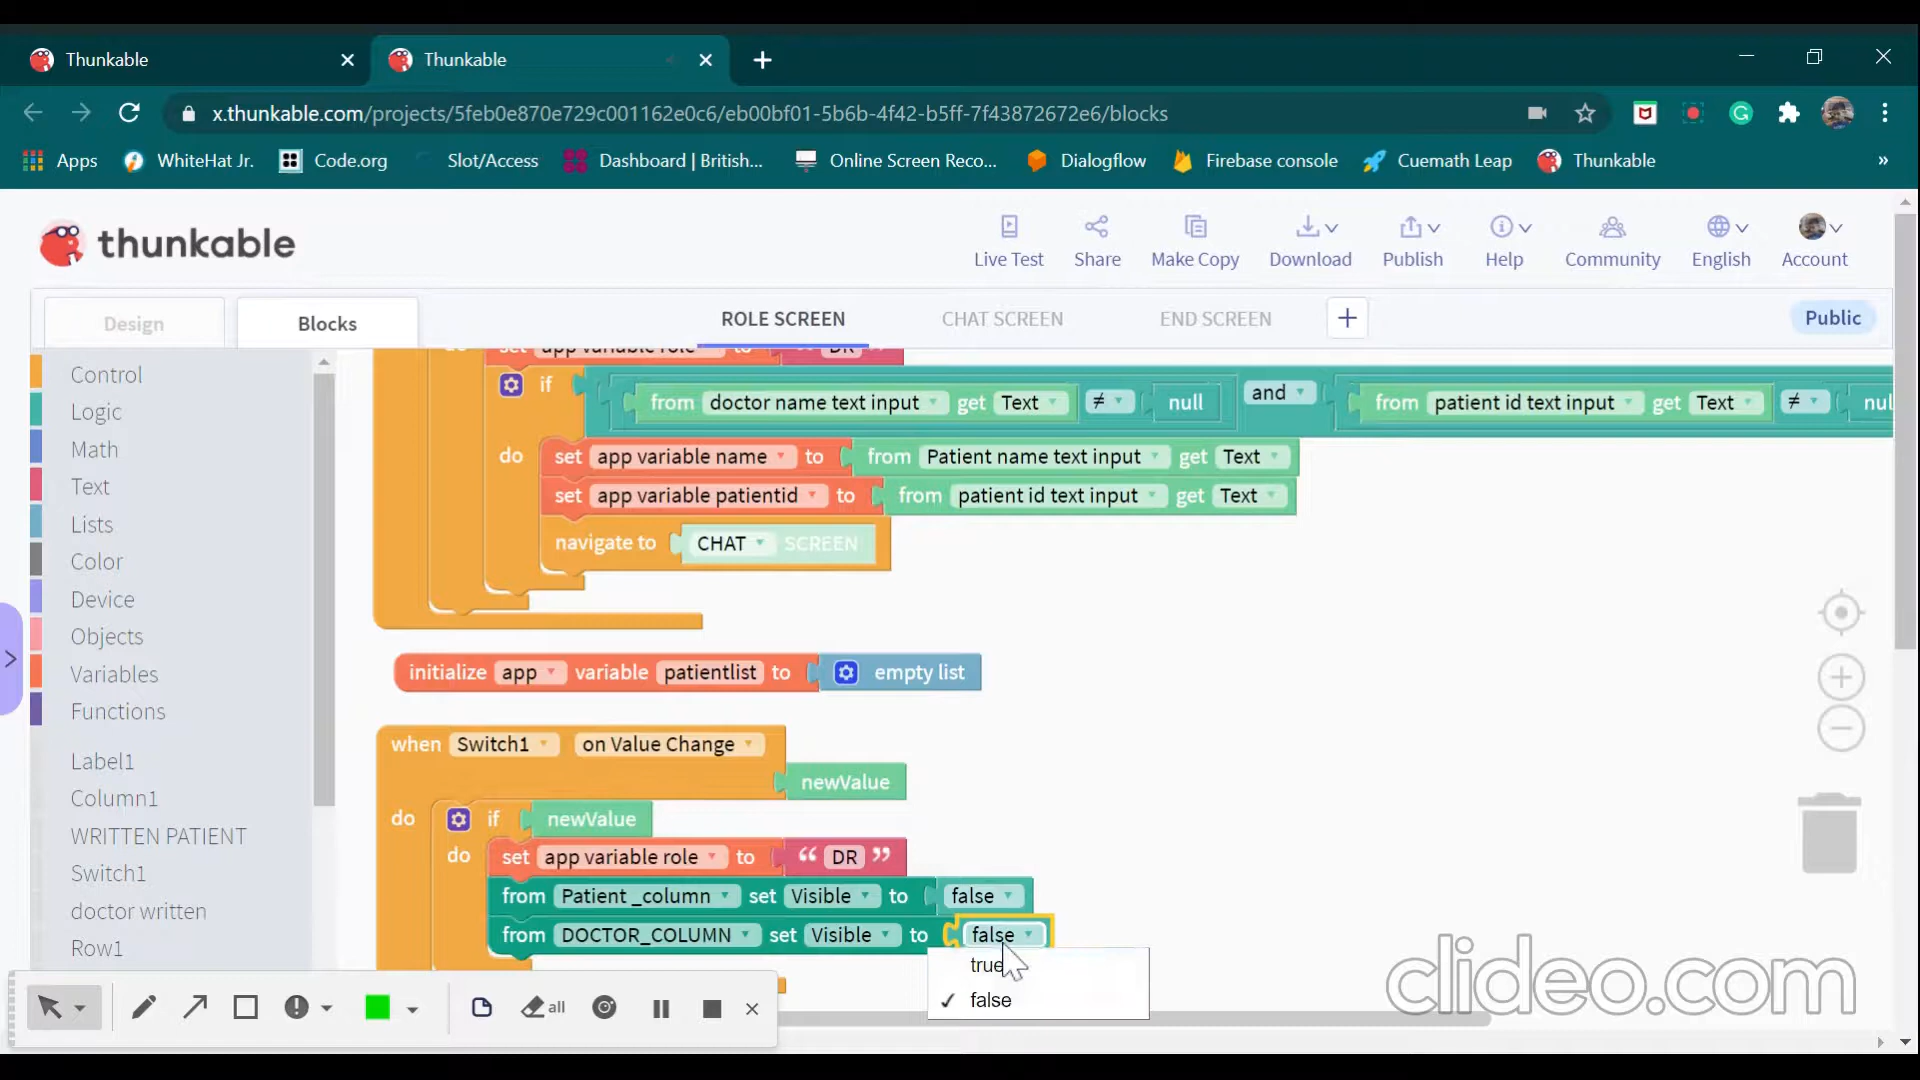 Thunkable
Thunkable
x.thunkable.com/projects/5feb0e870e729c001162e0c6/eb00bf01-5b6b-4f42-b5ff-7f43872672e6/blocks
Apps WhiteHat Jr. Code.org Slot/Access Dashboard | British... Online Screen Reco... Dialogflow Firebase console Cuemath Leap Thunkable »
thunkable
Live Test Share Make Copy Download Publish Help Community English Account
Design Blocks ROLE SCREEN CHAT SCREEN END SCREEN + Public
set app variable role to “ DR ”
Control
Logic
Math
Text
Lists
Color
Device
Objects
Variables
Functions
Label1
Column1
WRITTEN PATIENT
Switch1
doctor written
Row1
if from doctor name text input get Text ≠ null and from patient id text input get Text ≠ nul
do set app variable name to from Patient name text input get Text
set app variable patientid to from patient id text input get Text
navigate to CHAT SCREEN
initialize app variable patientlist to empty list
when Switch1 on Value Change
newValue
do if newValue
do set app variable role to “ DR ”
from Patient _column set Visible to false
from DOCTOR_COLUMN set Visible to false
true
✓ false
all
clideo.com